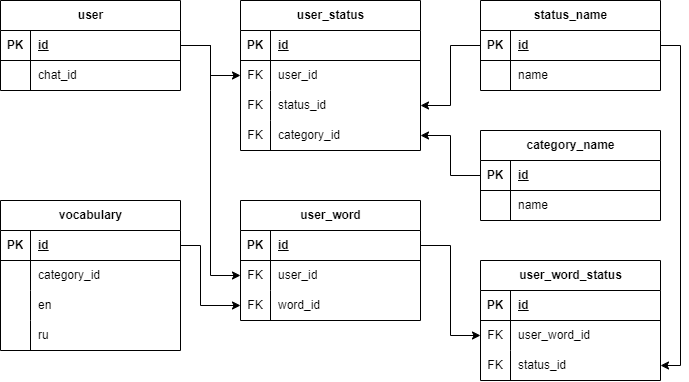 user
PK id
chat_id
user_status
PK id
FK user_id
FK status_id
FK category_id
status_name
PK id
name
category_name
PK id
name
vocabulary
PK id
category_id
en
ru
user_word
PK id
FK user_id
FK word_id
user_word_status
PK id
FK user_word_id
FK status_id